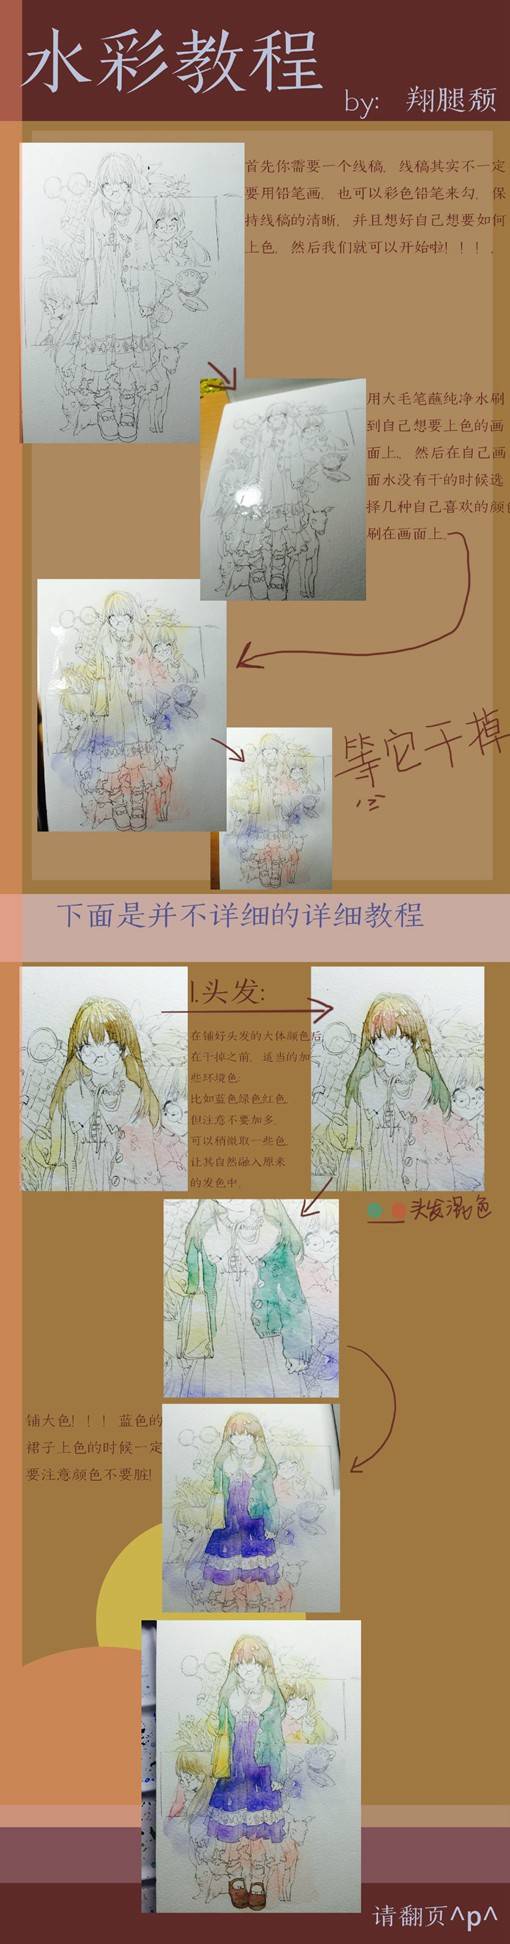 水彩教程
by: 翔腿颓
首先你需要一个线稿，线稿其实不一定
要用铅笔画，也可以彩色铅笔来勾，保
持线稿的清晰，并且想好自己想要如何
上色，然后我们就可以开始啦！！！，
用大毛笔蘸纯净水刷
到自己想要上色的画
面上、然后在自己画
面水没有干的时候选
择几种自己喜欢的颜色
刷在画面上。
等它干掉
下面是并不详细的详细教程
1.头发:
在铺好头发的大体颜色后
在干掉之前，适当的加
些环境色:
比如蓝色绿色红色，
但注意不要加多，
可以稍微取一些色，
让其自然融入原来
的发色中。
头发混色
铺大色！！！蓝色的
裙子上色的时候一定
要注意颜色不要脏！
请翻页^p^